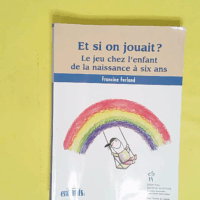 Et si on jouait?
Le jeu chez l'enfant
de la naissance à six ans
Francine Ferland